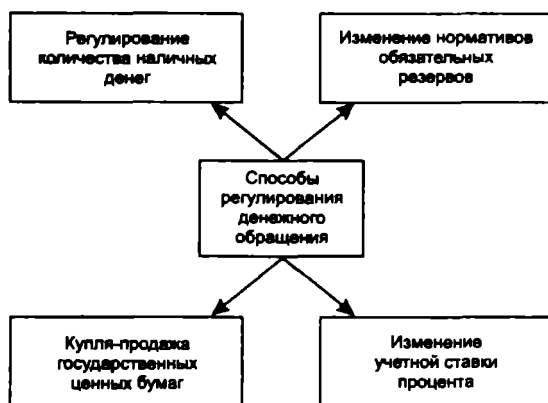 Регулирование
количества наличных
денег
Изменение нормативов
обязательных
резервов
Способы
регулирования
денежного
обращения
Купля-продажа
государственных
ценных бумаг
Изменение
учетной ставки
процента